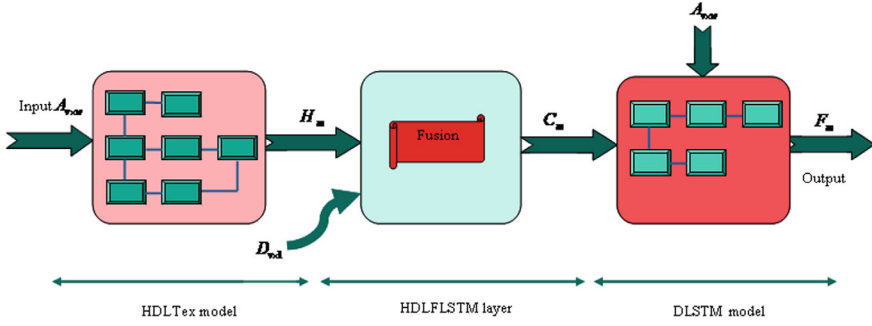 Input
H m
Fusion
C m
F m
Output
HDLTex model
HDLFLSTM layer
DLSTM model